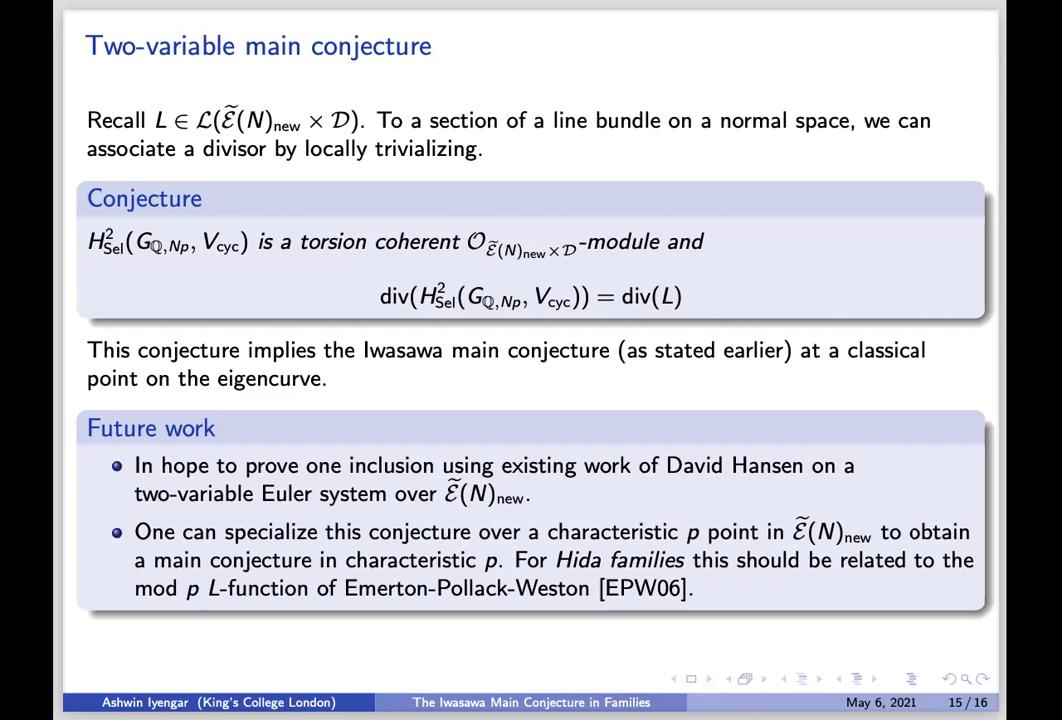 Two-variable main conjecture
Recall L ∈ ℒ(ℰ̃(N)_new × 𝒟). To a section of a line bundle on a normal space, we can
associate a divisor by locally trivializing.
Conjecture
H²_Sel(G_ℚ,Np, V_cyc) is a torsion coherent 𝒪_ℰ̃(N)_new×𝒟-module and
div(H²_Sel(G_ℚ,Np, V_cyc)) = div(L)
This conjecture implies the Iwasawa main conjecture (as stated earlier) at a classical
point on the eigencurve.
Future work
In hope to prove one inclusion using existing work of David Hansen on a
two-variable Euler system over ℰ̃(N)_new.
One can specialize this conjecture over a characteristic p point in ℰ̃(N)_new to obtain
a main conjecture in characteristic p. For Hida families this should be related to the
mod p L-function of Emerton-Pollack-Weston [EPW06].
Ashwin Iyengar (King's College London) The Iwasawa Main Conjecture in Families May 6, 2021 15 / 16